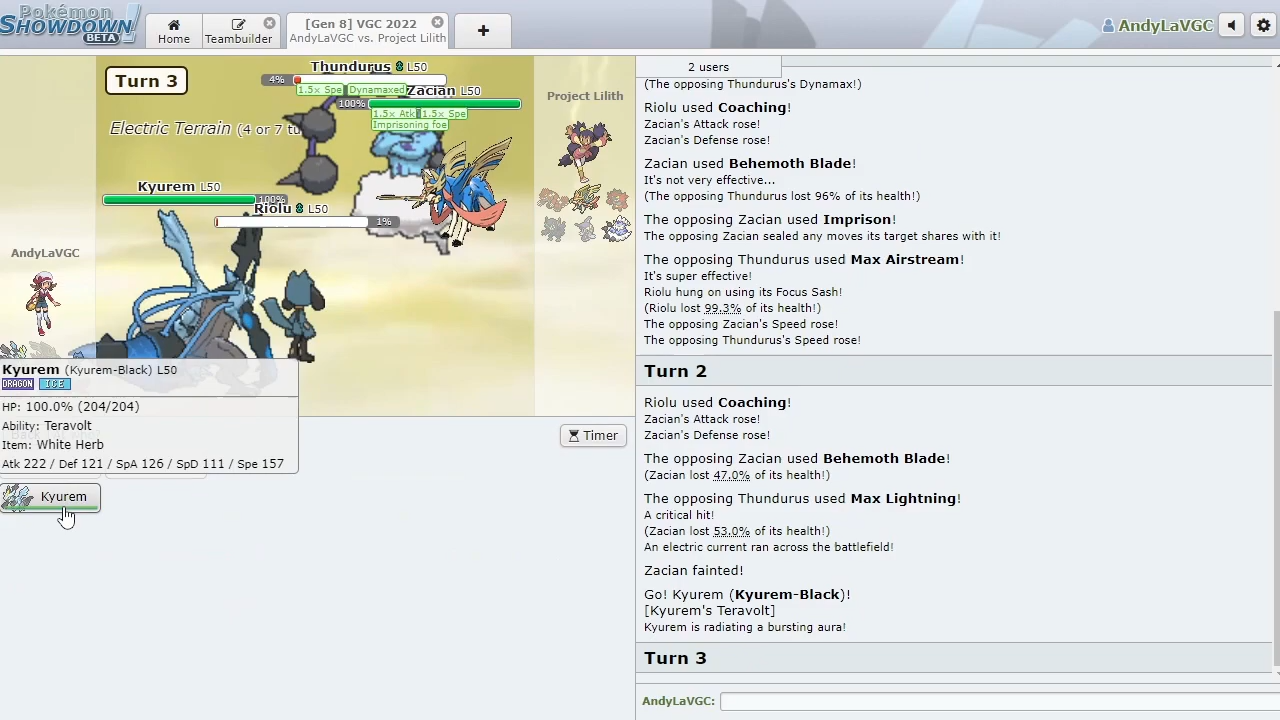 Pokémon
SHOWDOWN!
BETA
Home
Teambuilder
[Gen 8] VGC 2022
AndyLaVGC vs. Project Lilith
+
AndyLaVGC
Turn 3
Thundurus L50
4%
1.5× Spe Dynamaxed
Zacian L50
100%
1.5× Atk 1.5× Spe
Imprisoning foe
Electric Terrain (4 or 7 tu
Kyurem L50
100%
Riolu L50
1%
AndyLaVGC
Project Lilith
Kyurem (Kyurem-Black) L50
DRAGON ICE
HP: 100.0% (204/204)
Ability: Teravolt
Item: White Herb
Atk 222 / Def 121 / SpA 126 / SpD 111 / Spe 157
Timer
Kyurem
2 users
(The opposing Thundurus's Dynamax!)
Riolu used Coaching!
Zacian's Attack rose!
Zacian's Defense rose!
Zacian used Behemoth Blade!
It's not very effective...
(The opposing Thundurus lost 96% of its health!)
The opposing Zacian used Imprison!
The opposing Zacian sealed any moves its target shares with it!
The opposing Thundurus used Max Airstream!
It's super effective!
Riolu hung on using its Focus Sash!
(Riolu lost 99.3% of its health!)
The opposing Zacian's Speed rose!
The opposing Thundurus's Speed rose!
Turn 2
Riolu used Coaching!
Zacian's Attack rose!
Zacian's Defense rose!
The opposing Zacian used Behemoth Blade!
(Zacian lost 47.0% of its health!)
The opposing Thundurus used Max Lightning!
A critical hit!
(Zacian lost 53.0% of its health!)
An electric current ran across the battlefield!
Zacian fainted!
Go! Kyurem (Kyurem-Black)!
[Kyurem's Teravolt]
Kyurem is radiating a bursting aura!
Turn 3
AndyLaVGC: